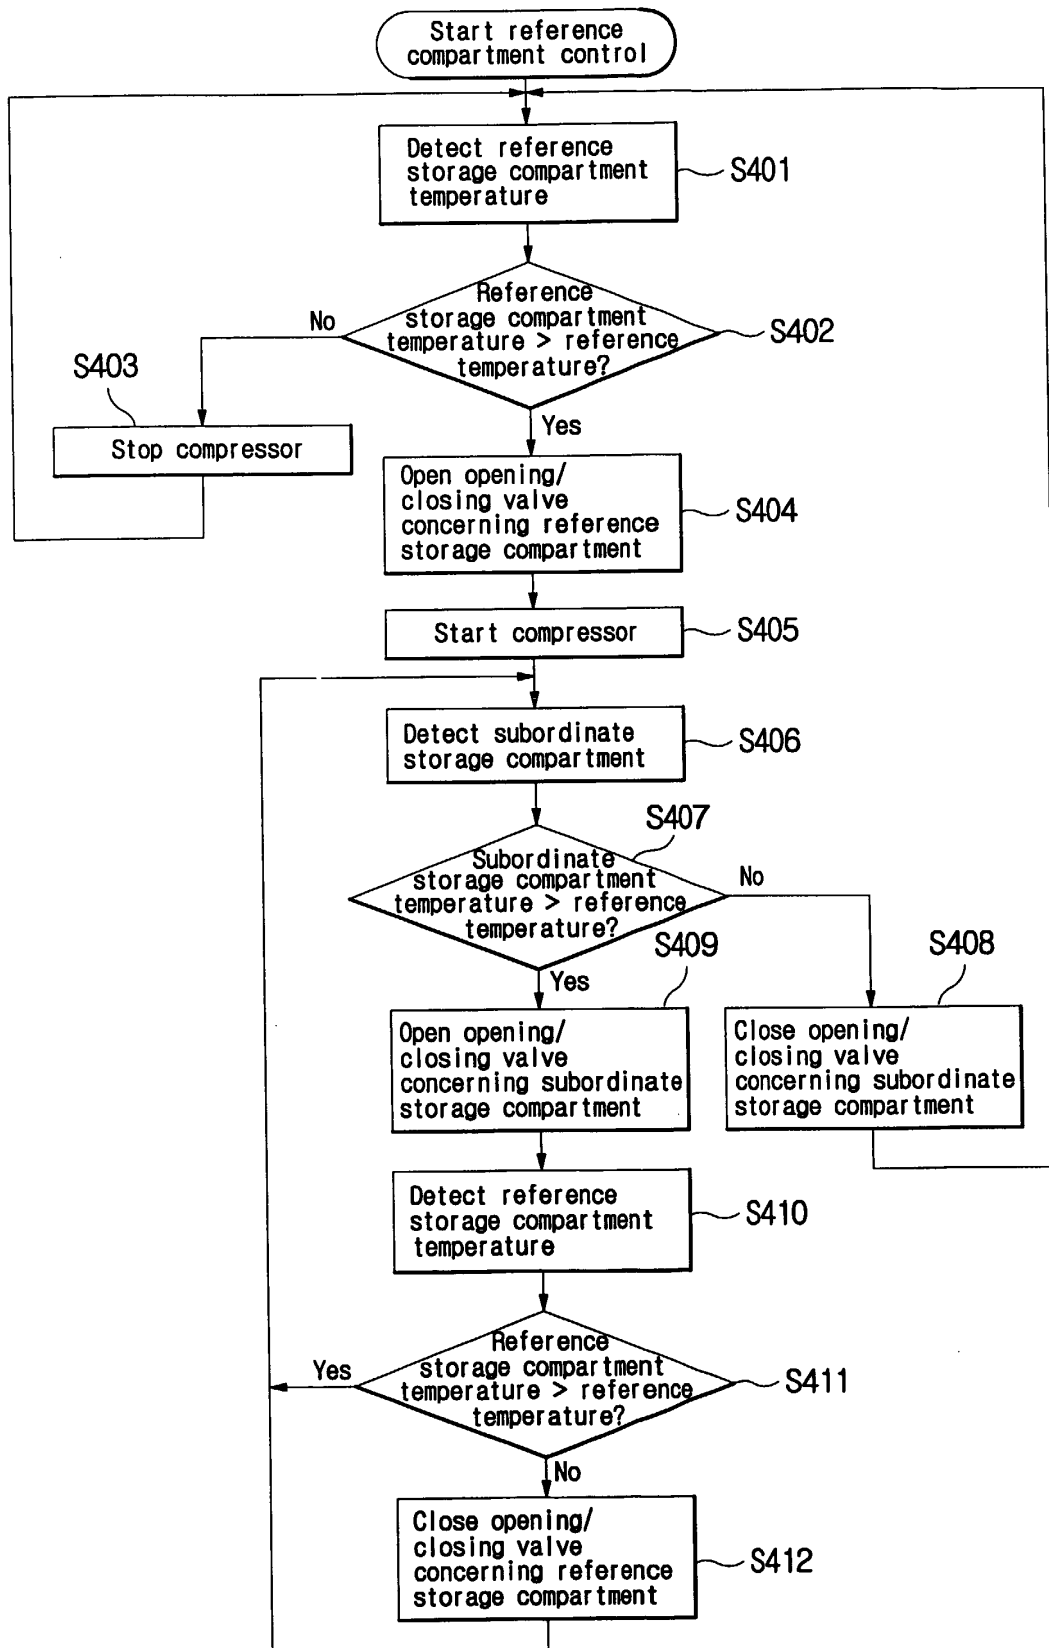 Start reference
compartment control
Detect reference
storage compartment
temperature
S401
Reference
storage compartment
temperature > reference
temperature?
S402
No
S403
Stop compressor
Yes
Open opening/
closing valve
concerning reference
storage compartment
S404
Start compressor
S405
Detect subordinate
storage compartment
S406
S407
Subordinate
storage compartment
temperature > reference
temperature?
No
S409
S408
Yes
Open opening/
closing valve
concerning subordinate
storage compartment
Close opening/
closing valve
concerning subordinate
storage compartment
Detect reference
storage compartment
temperature
S410
Reference
storage compartment
temperature > reference
temperature?
Yes
S411
No
Close opening/
closing valve
concerning reference
storage compartment
S412